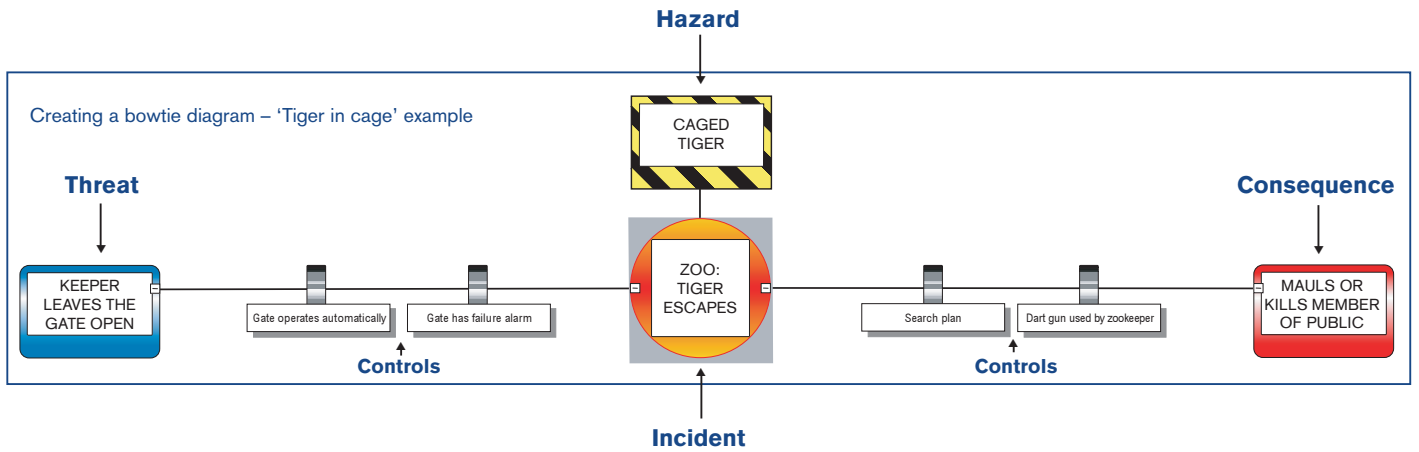 Hazard
Creating a bowtie diagram – ‘Tiger in cage’ example
CAGED
TIGER
Threat
Consequence
KEEPER
LEAVES THE
GATE OPEN
Gate operates automatically
Gate has failure alarm
ZOO:
TIGER
ESCAPES
Search plan
Dart gun used by zookeeper
MAULS OR
KILLS MEMBER
OF PUBLIC
Controls
Controls
Incident